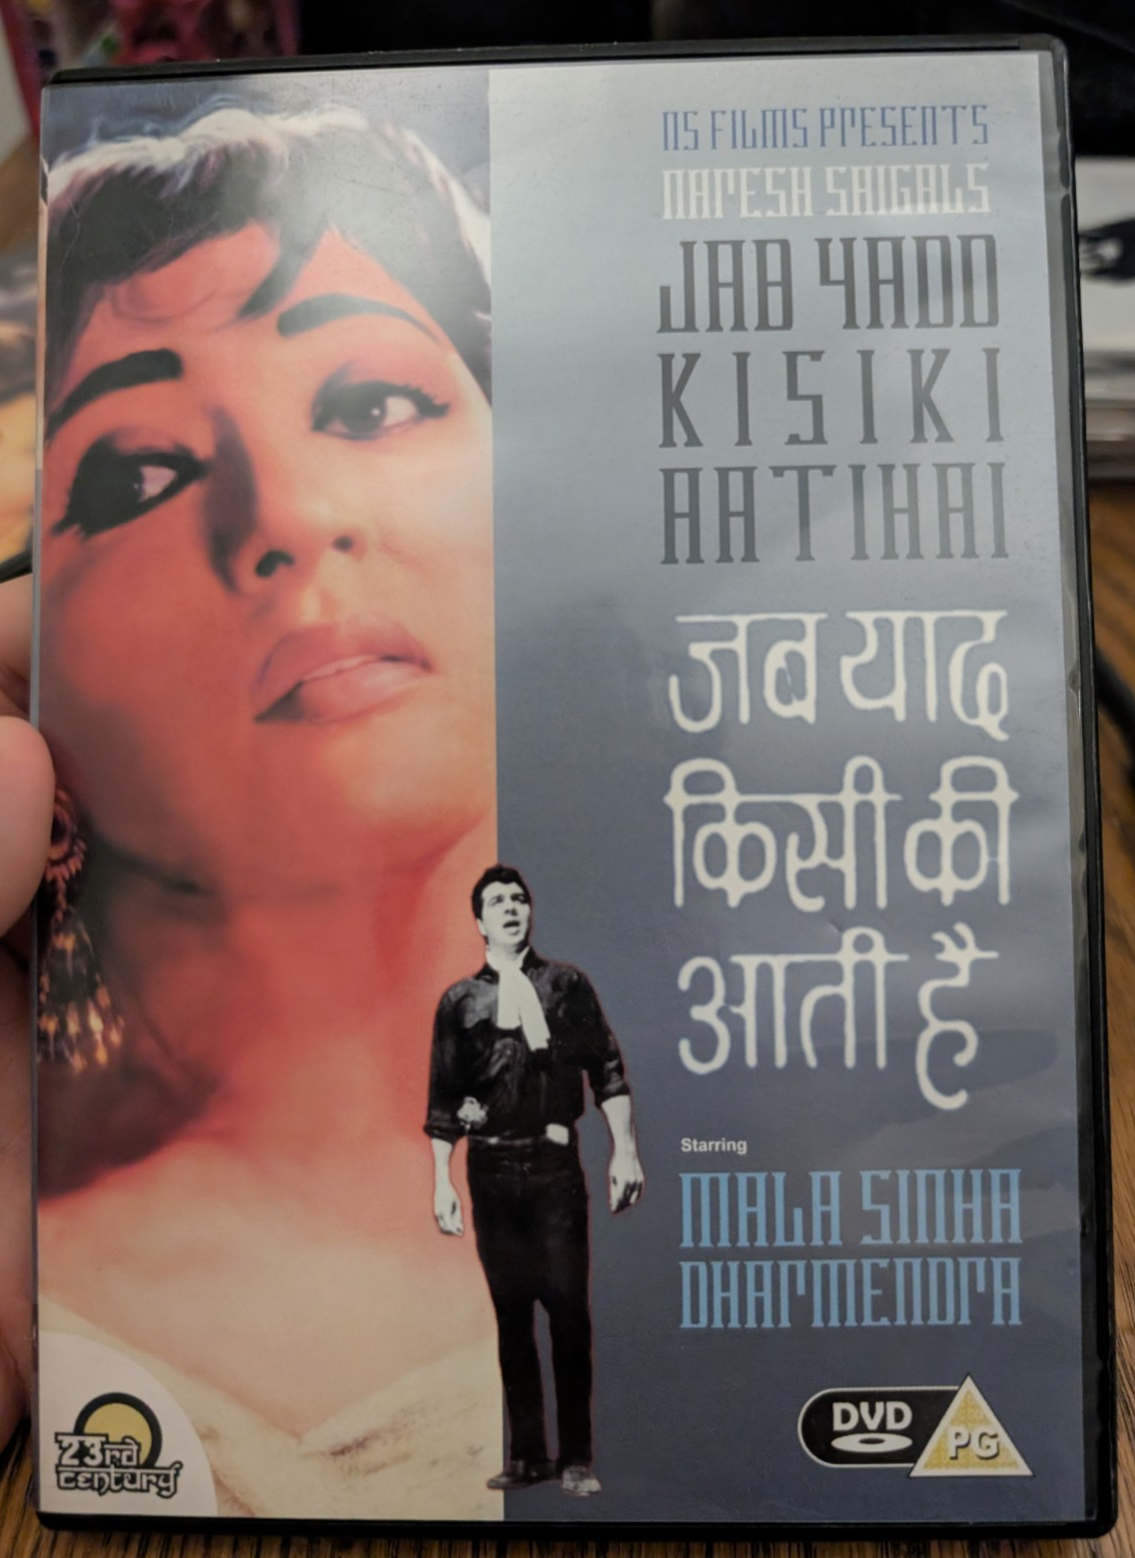 NS FILMS PRESENTS
NARESH SAIGALS
JAB YADD
KISIKI
AATIHAI
जब याद
किसी की
आती है
Starring
MALA SINHA
DHARMENDRA
DVD
PG
23rd
century